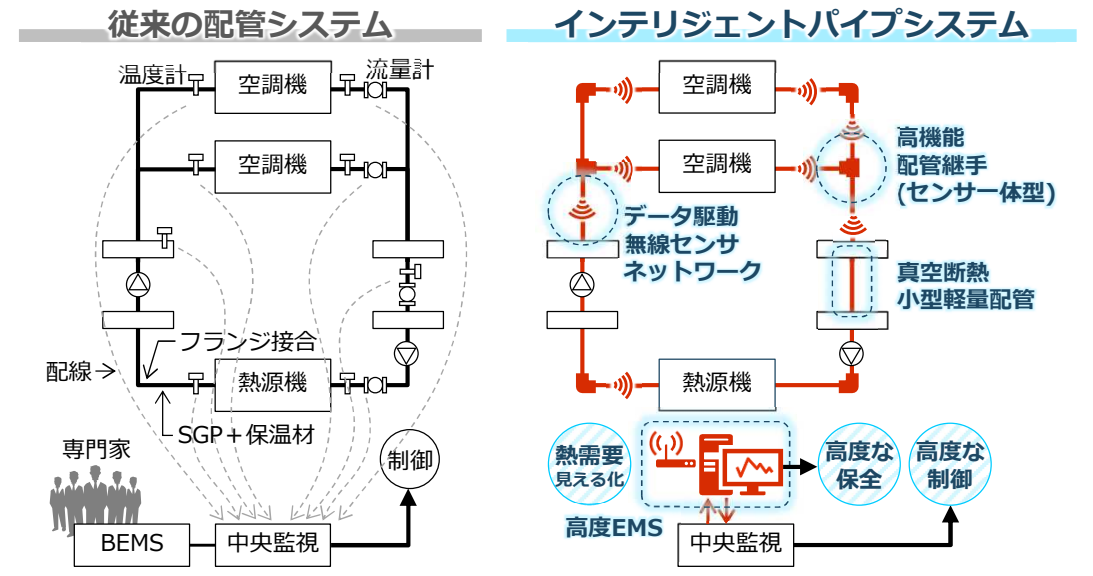 従来の配管システム
温度計
流量計
空調機
空調機
フランジ接合
配線
熱源機
SGP＋保温材
専門家
制御
BEMS
中央監視
インテリジェントパイプシステム
空調機
高機能
配管継手
(センサー体型)
空調機
データ駆動
無線センサ
ネットワーク
真空断熱
小型軽量配管
熱源機
熱需要
見える化
高度な
保全
高度な
制御
高度EMS
中央監視